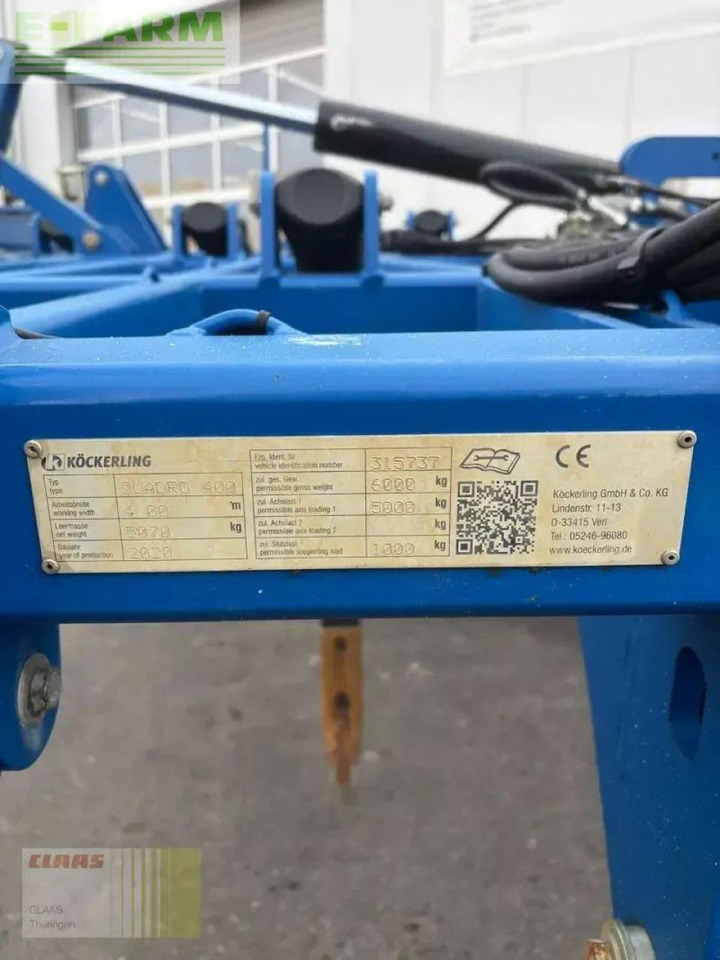 E-FARM
KÖCKERLING
Typ
type QUADRO 400
Arbeitsbreite
working width 4.00 m
Leermasse
net weight 5070 kg
Baujahr
year of production 2020
Fzg. Ident. Nr.
vehicle identification number 315737
zul. ges. Gew.
permissible gross weight 6000 kg
zul. Achslast 1
permissible axle loading 1 5000 kg
zul. Achslast 2
permissible axle loading 2 kg
zul. Stützlast
permissible supporting load 1000 kg
CE
Köckerling GmbH & Co. KG
Lindenstr. 11-13
D-33415 Verl
Tel.: 05246-96080
www.koeckerling.de
CLAAS
CLAAS
Thüringen